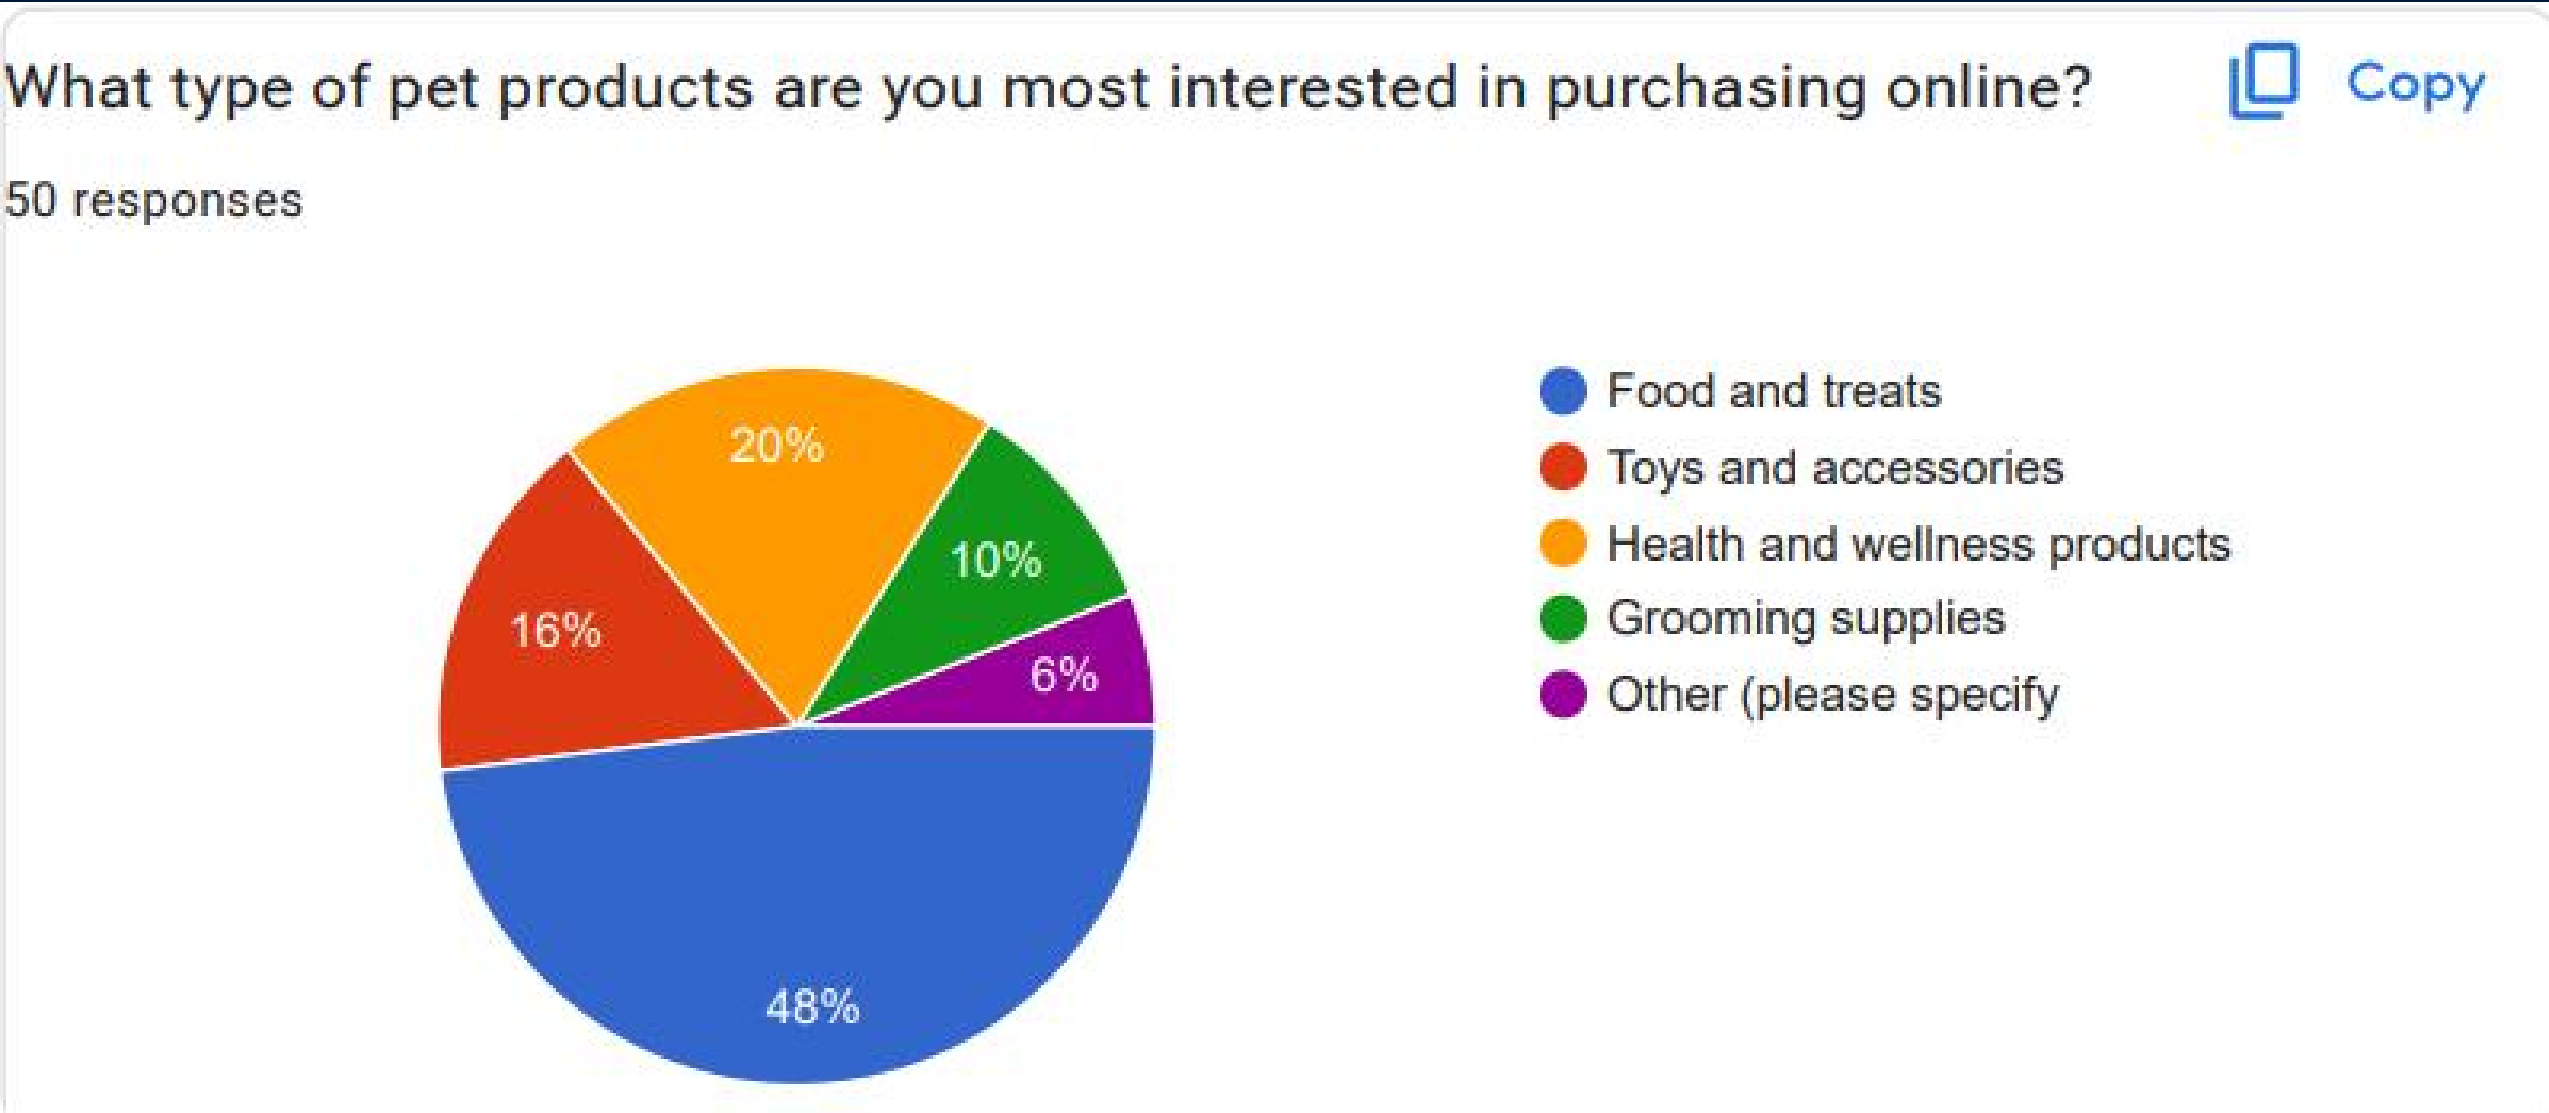 What type of pet products are you most interested in purchasing online?
Copy
50 responses
20%
10%
16%
6%
48%
Food and treats
Toys and accessories
Health and wellness products
Grooming supplies
Other (please specify